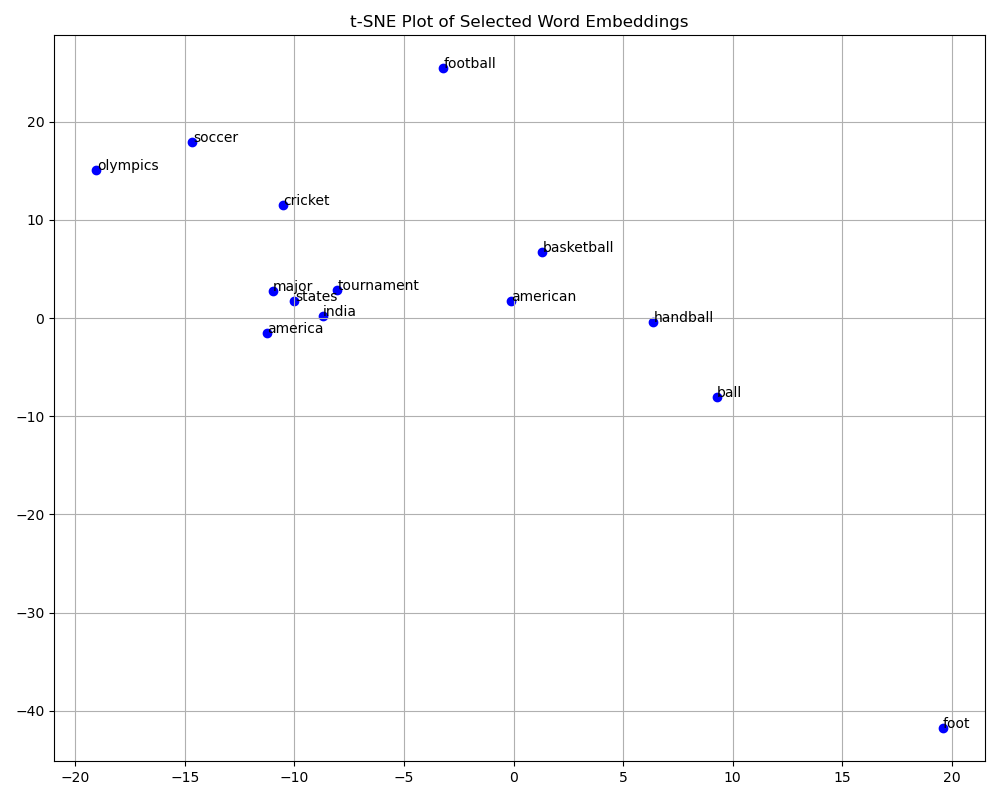 t-SNE Plot of Selected Word Embeddings
football
soccer
olympics
cricket
basketball
major
tournament
states
american
india
handball
america
ball
foot
20
10
0
−10
−20
−30
−40
−20
−15
−10
−5
0
5
10
15
20